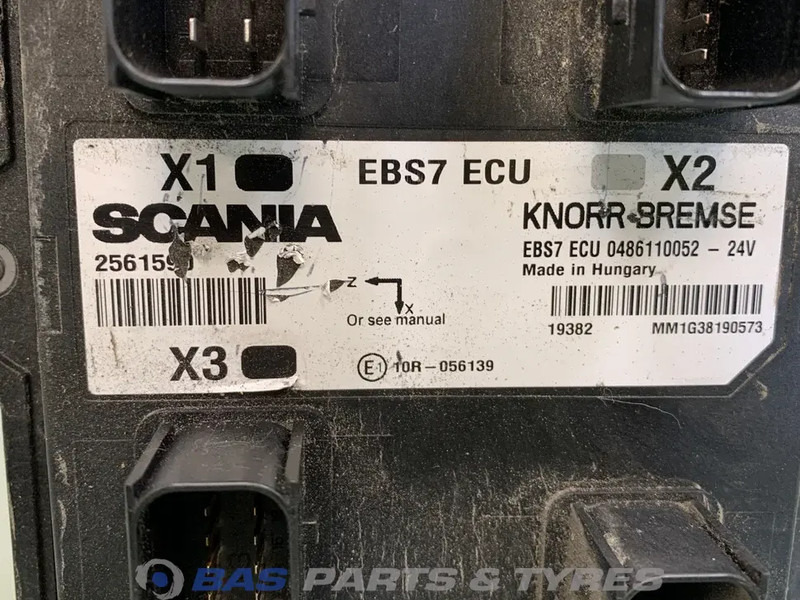 X1 EBS7 ECU X2
SCANIA KNORR-BREMSE
EBS7 ECU 0486110052 - 24V
Made in Hungary
Z
X
Or see manual
19382 MM1G38190573
X3
E1 10R-056139
BAS PARTS & TYRES